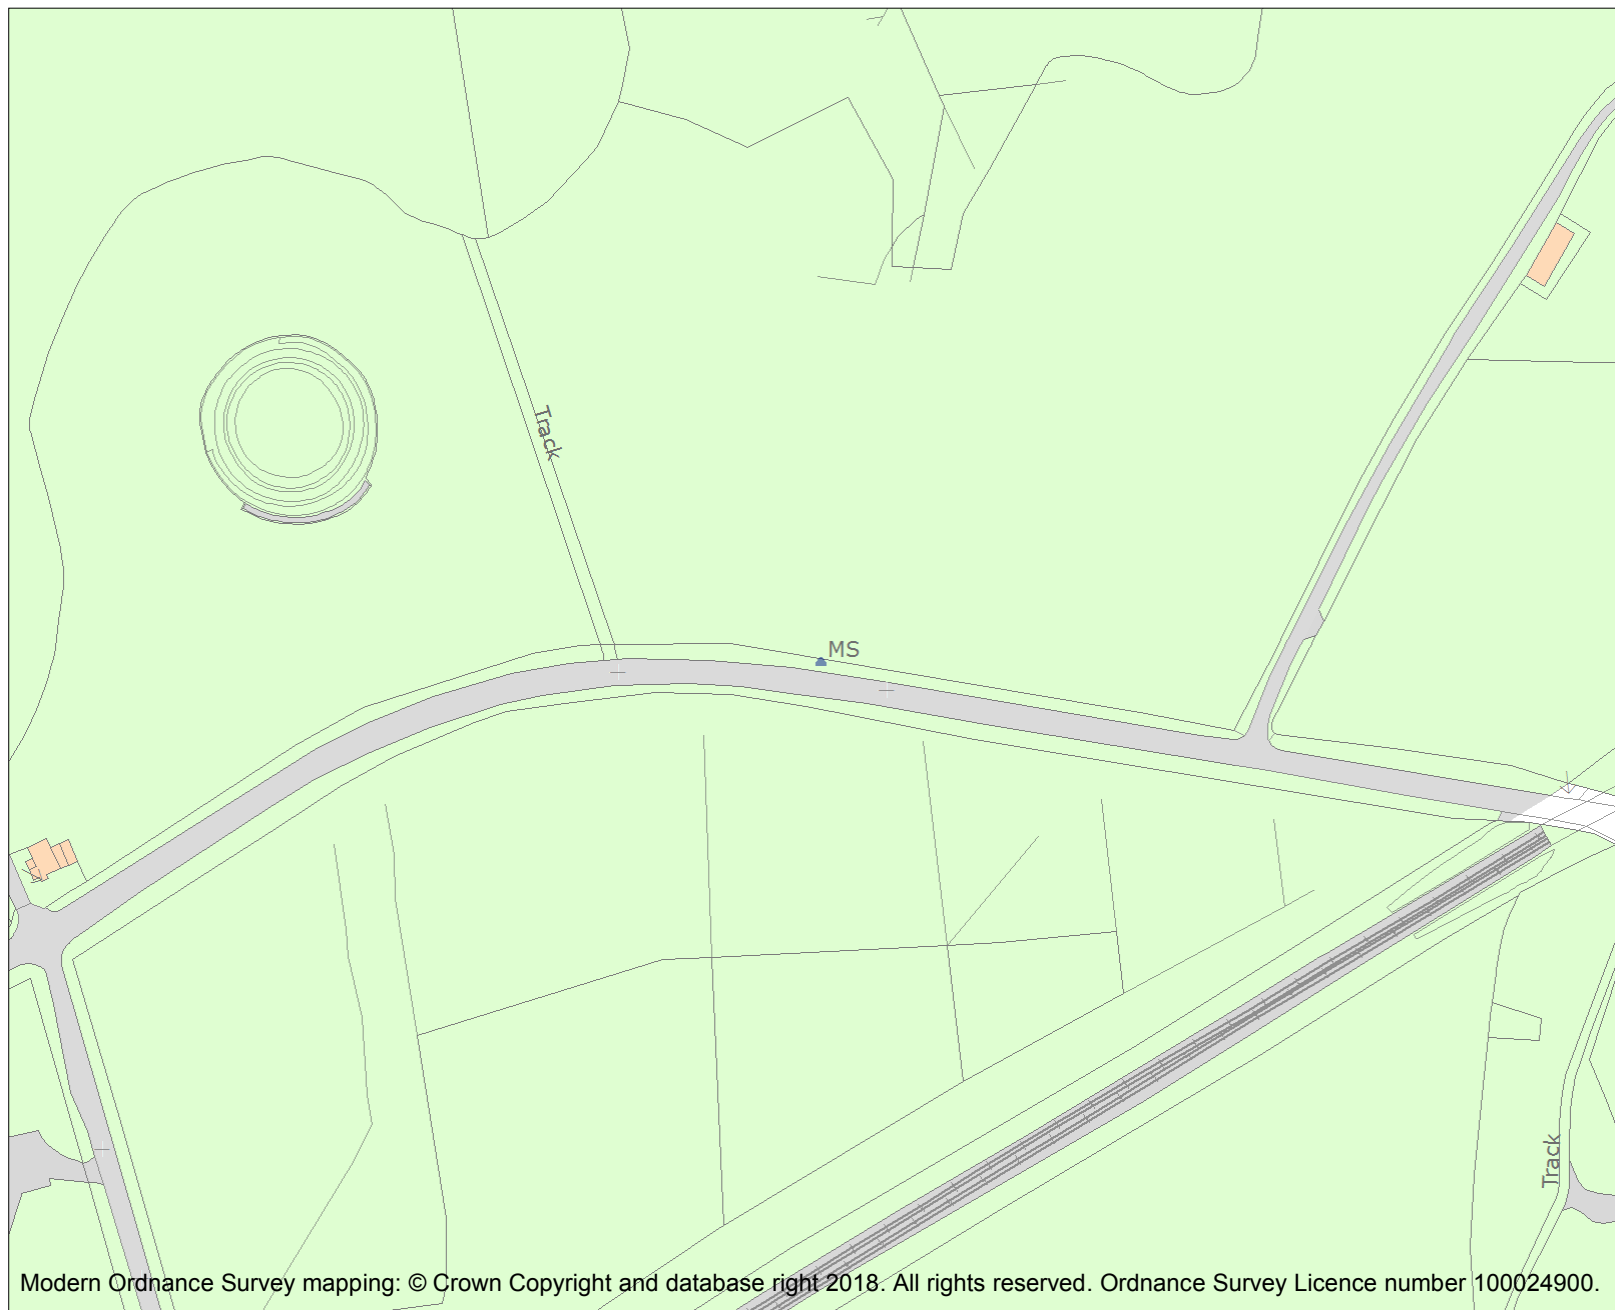 Track
MS
Track
Modern Ordnance Survey mapping: © Crown Copyright and database right 2018. All rights reserved. Ordnance Survey Licence number 100024900.